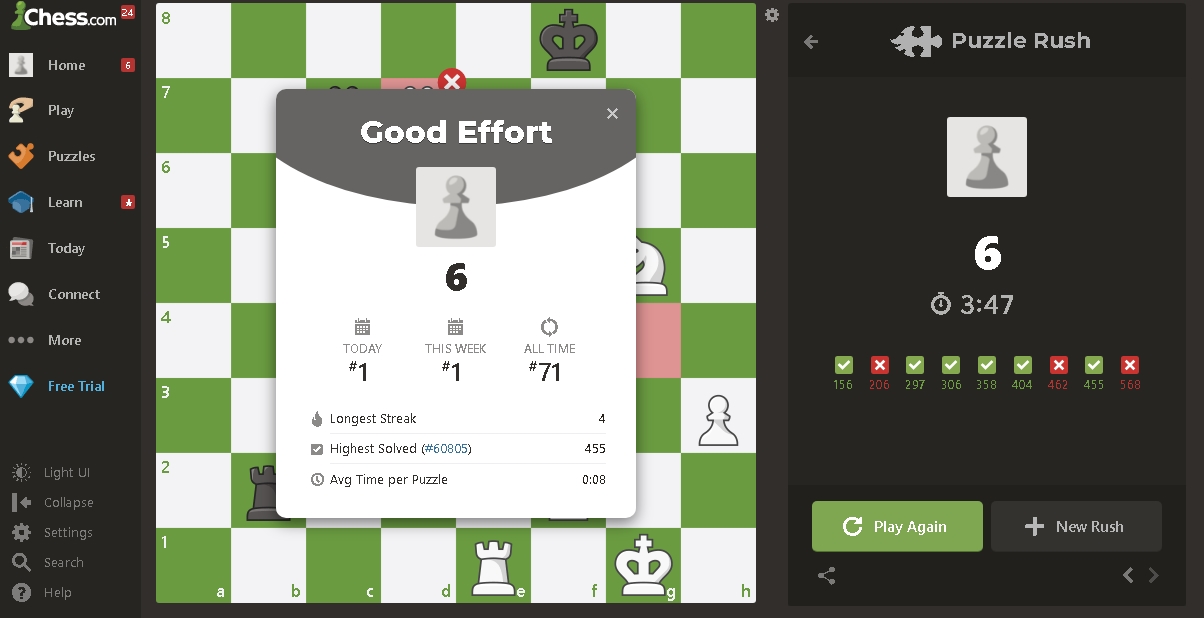 Chess.com 24
Home 6
Play
Puzzles
Learn
Today
Connect
More
Free Trial
Light UI
Collapse
Settings
Search
Help
8
7
6
5
4
3
2
1
a b c d e f g h
Good Effort
6
TODAY THIS WEEK ALL TIME
#1 #1 #71
Longest Streak 4
Highest Solved (#60805) 455
Avg Time per Puzzle 0:08
Puzzle Rush
6
3:47
156 206 297 306 358 404 462 455 568
Play Again
New Rush